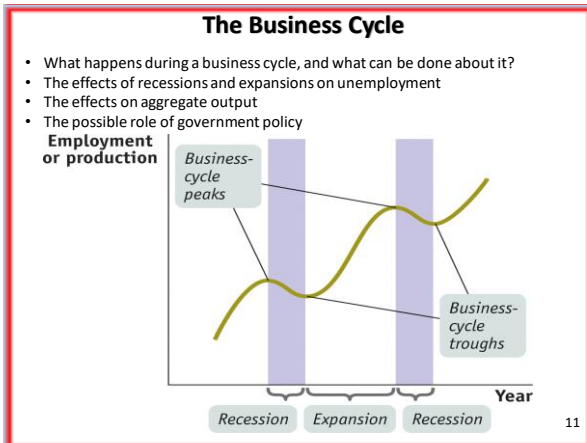 The Business Cycle
• What happens during a business cycle, and what can be done about it?
• The effects of recessions and expansions on unemployment
• The effects on aggregate output
• The possible role of government policy
Employment
or production
Business-
cycle
peaks
Business-
cycle
troughs
Year
Recession
Expansion
Recession
11